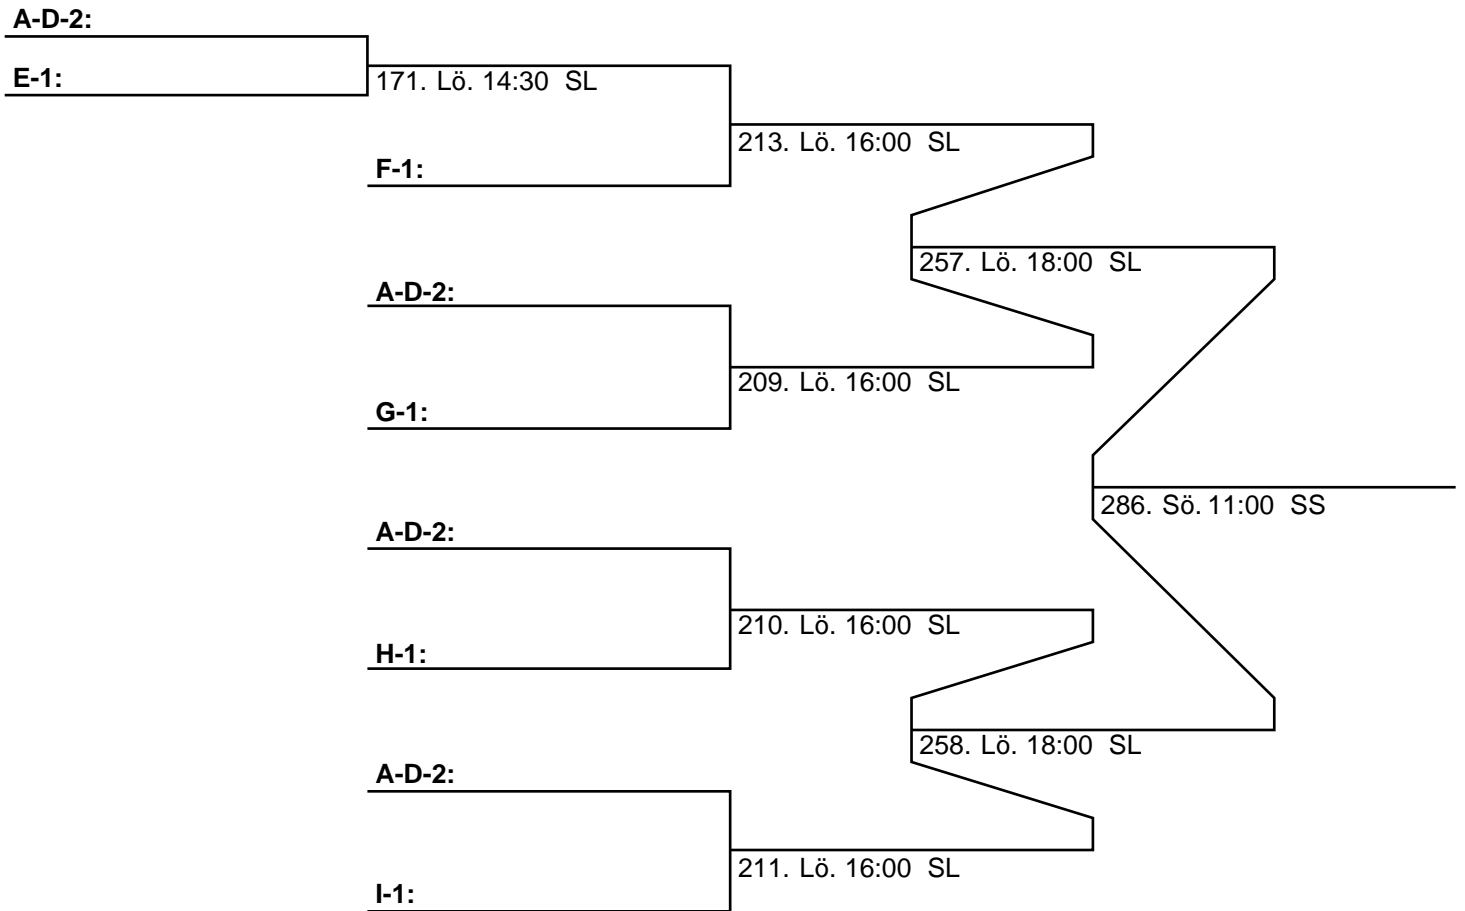 A-D-2:
E-1:
171. Lö. 14:30 SL
213. Lö. 16:00 SL
F-1:
257. Lö. 18:00 SL
A-D-2:
209. Lö. 16:00 SL
G-1:
286. Sö. 11:00 SS
A-D-2:
210. Lö. 16:00 SL
H-1:
258. Lö. 18:00 SL
A-D-2:
211. Lö. 16:00 SL
I-1: